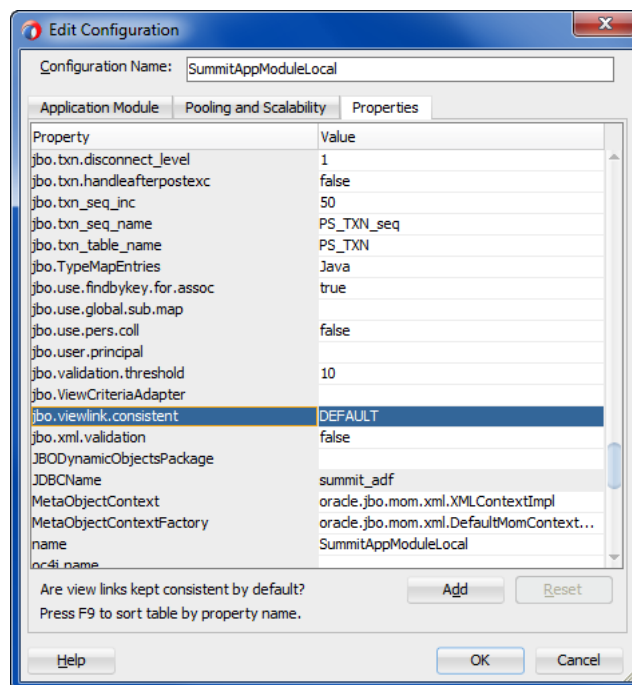 Edit Configuration
Configuration Name: SummitAppModuleLocal
Application Module Pooling and Scalability Properties
Property Value
jbo.txn.disconnect_level 1
jbo.txn.handleafterpostexc false
jbo.txn_seq_inc 50
jbo.txn_seq_name PS_TXN_seq
jbo.txn_table_name PS_TXN
jbo.TypeMapEntries Java
jbo.use.findbykey.for.assoc true
jbo.use.global.sub.map
jbo.use.pers.coll false
jbo.user.principal
jbo.validation.threshold 10
jbo.ViewCriteriaAdapter
jbo.viewlink.consistent DEFAULT
jbo.xml.validation false
JBODynamicObjectsPackage
JDBCName summit_adf
MetaObjectContext oracle.jbo.mom.xml.XMLContextImpl
MetaObjectContextFactory oracle.jbo.mom.xml.DefaultMomContext...
name SummitAppModuleLocal
oc4j.name
Are view links kept consistent by default? Add Reset
Press F9 to sort table by property name.
Help OK Cancel